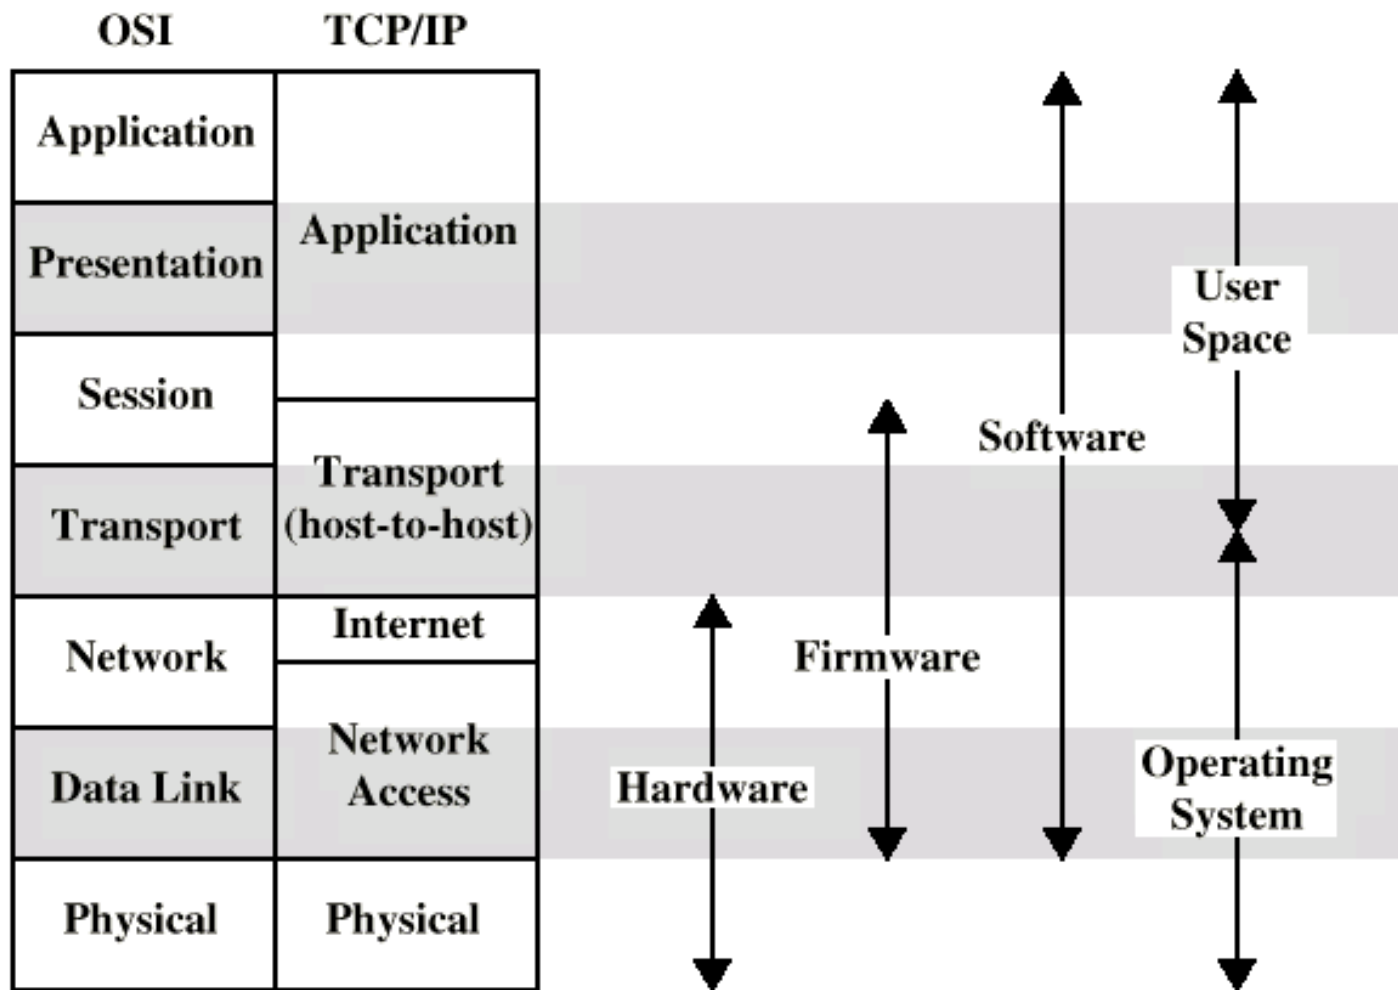 OSI
TCP/IP
Application
Presentation
Session
Transport
Network
Data Link
Physical
Application
Transport
(host-to-host)
Internet
Network
Access
Physical
Hardware
Firmware
Software
User
Space
Operating
System